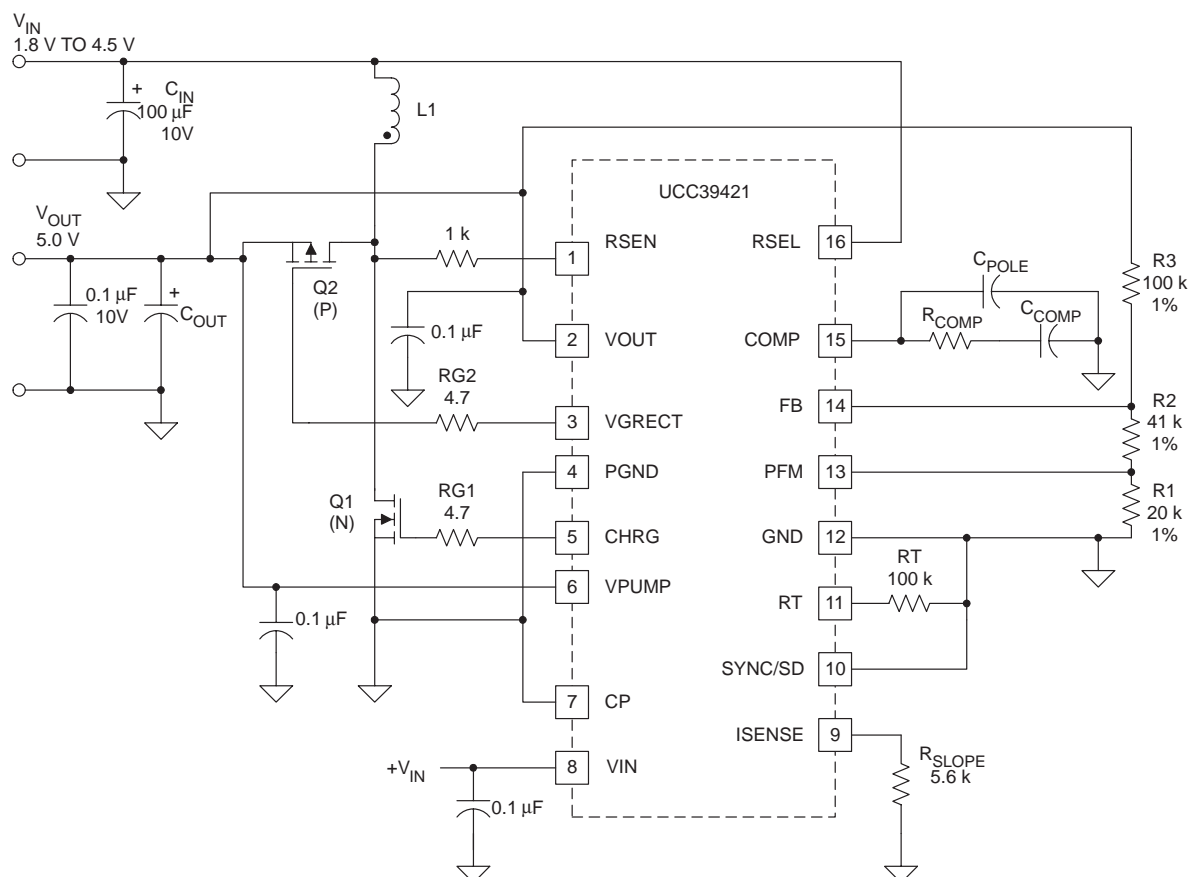 V_IN
1.8 V TO 4.5 V
+
C_IN
100 µF
10V
L1
UCC39421
V_OUT
5.0 V
1 k
RSEN
1
RSEL
16
Q2
(P)
C_POLE
R3
100 k
1%
0.1 µF
10V
+
C_OUT
0.1 µF
2
VOUT
COMP
15
R_COMP
C_COMP
RG2
4.7
3
VGRECT
FB
14
R2
41 k
1%
4
PGND
PFM
13
Q1
(N)
RG1
4.7
5
CHRG
GND
12
R1
20 k
1%
6
VPUMP
RT
11
RT
100 k
0.1 µF
SYNC/SD
10
7
CP
ISENSE
9
+V_IN
8
VIN
R_SLOPE
5.6 k
0.1 µF